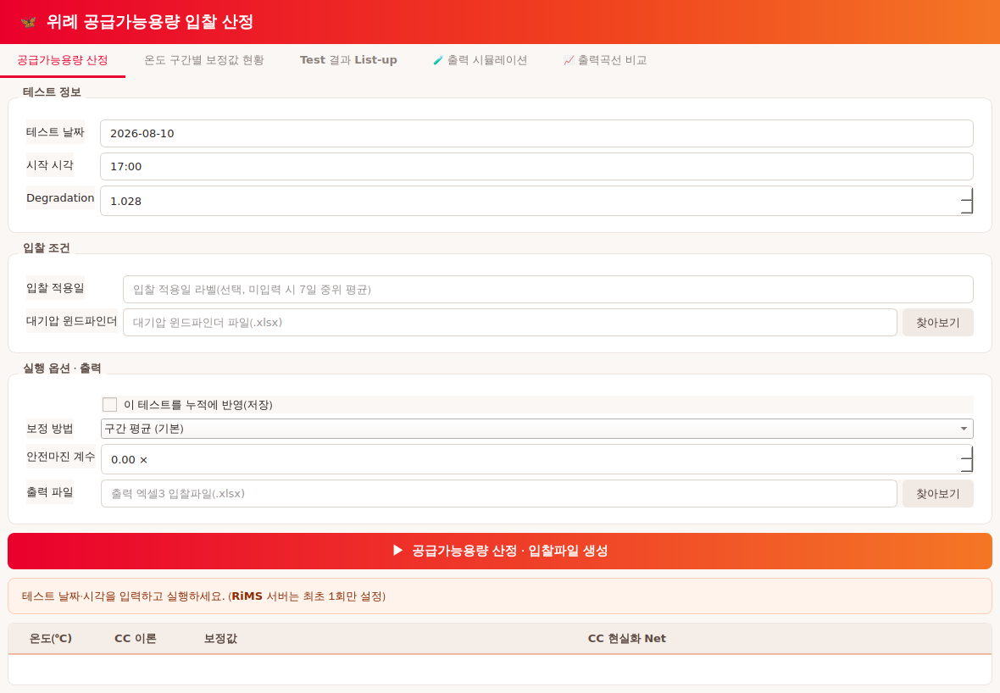 위례 공급가능용량 입찰 산정
공급가능용량 산정 온도 구간별 보정값 현황 Test 결과 List-up 출력 시뮬레이션 출력곡선 비교
테스트 정보
테스트 날짜 2026-08-10
시작 시각 17:00
Degradation 1.028
입찰 조건
입찰 적용일 입찰 적용일 라벨(선택, 미입력 시 7일 중위 평균)
대기압 윈드파인더 대기압 윈드파인더 파일(.xlsx) 찾아보기
실행 옵션 · 출력
이 테스트를 누적에 반영(저장)
보정 방법 구간 평균 (기본)
안전마진 계수 0.00 ×
출력 파일 출력 엑셀3 입찰파일(.xlsx) 찾아보기
▶ 공급가능용량 산정 · 입찰파일 생성
테스트 날짜·시각을 입력하고 실행하세요. (RiMS 서버는 최초 1회만 설정)
온도(℃) CC 이론 보정값 CC 현실화 Net